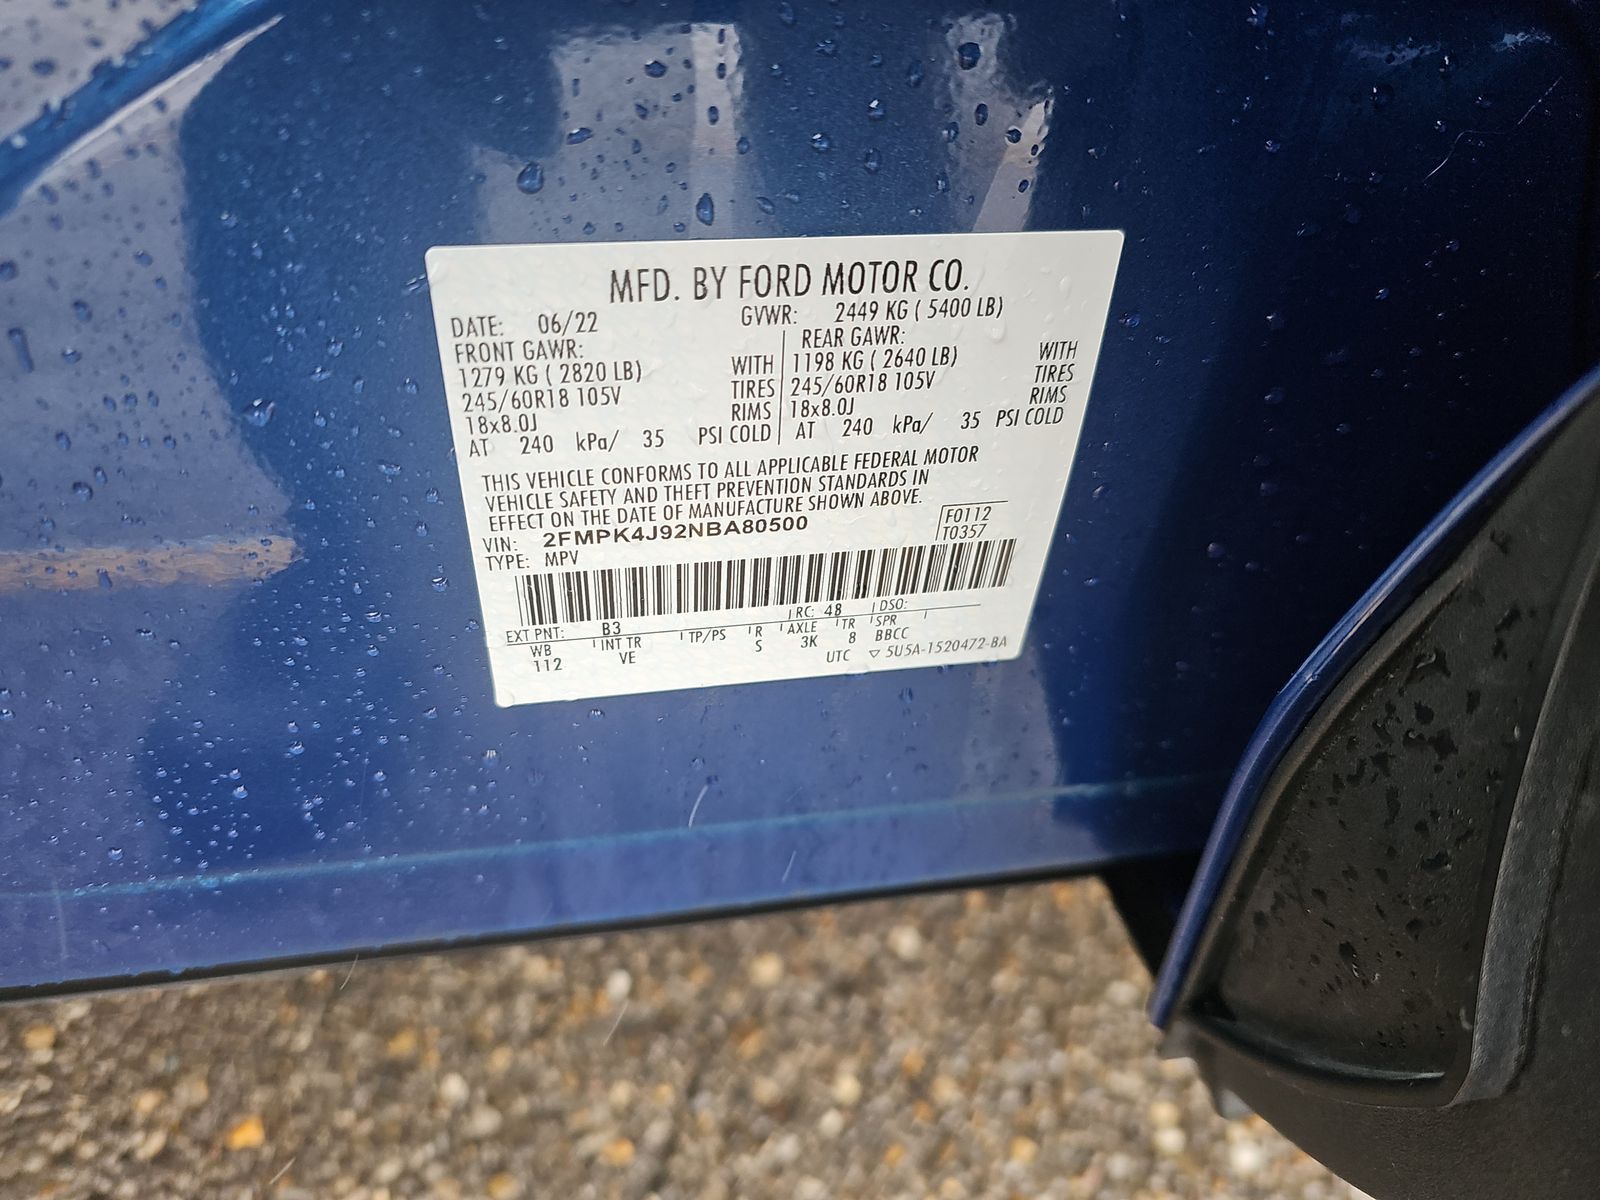 MFD. BY FORD MOTOR CO.
DATE: 06/22 GVWR: 2449 KG ( 5400 LB)
FRONT GAWR: REAR GAWR:
1279 KG ( 2820 LB) WITH 1198 KG ( 2640 LB) WITH
245/60R18 105V TIRES 245/60R18 105V TIRES
18x8.0J RIMS 18x8.0J RIMS
AT 240 kPa/ 35 PSI COLD AT 240 kPa/ 35 PSI COLD
THIS VEHICLE CONFORMS TO ALL APPLICABLE FEDERAL MOTOR
VEHICLE SAFETY AND THEFT PREVENTION STANDARDS IN
EFFECT ON THE DATE OF MANUFACTURE SHOWN ABOVE.
VIN: 2FMPK4J92NBA80500 F0112
TYPE: MPV T0357
EXT PNT: B3 RC: 48 DSO:
WB INT TR TP/PS R AXLE TR SPR
112 VE S 3K 8 BBCC
UTC ▽ 5U5A-1520472-BA